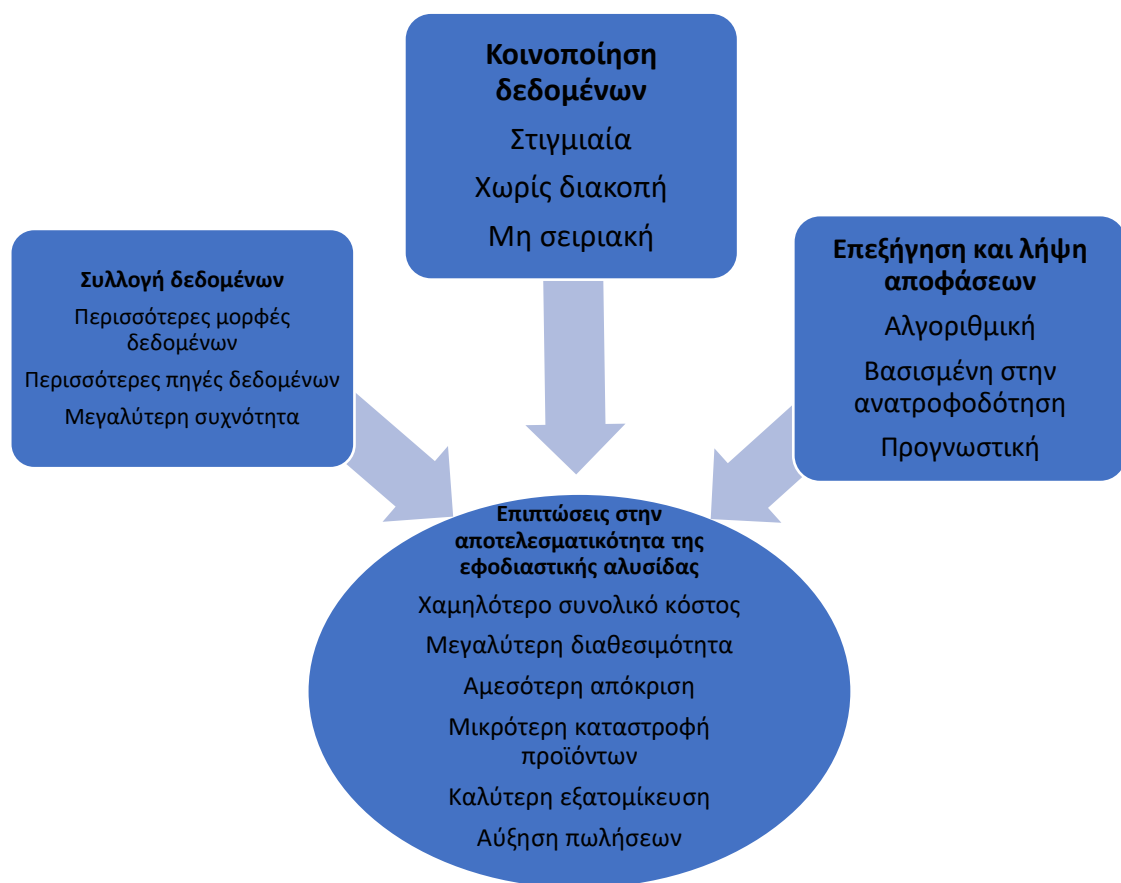 Κοινοποίηση
δεδομένων
Στιγμιαία
Χωρίς διακοπή
Μη σειριακή
Συλλογή δεδομένων
Περισσότερες μορφές
δεδομένων
Περισσότερες πηγές δεδομένων
Μεγαλύτερη συχνότητα
Επεξήγηση και λήψη
αποφάσεων
Αλγοριθμική
Βασισμένη στην
ανατροφοδότηση
Προγνωστική
Επιπτώσεις στην
αποτελεσματικότητα της
εφοδιαστικής αλυσίδας
Χαμηλότερο συνολικό κόστος
Μεγαλύτερη διαθεσιμότητα
Αμεσότερη απόκριση
Μικρότερη καταστροφή
προϊόντων
Καλύτερη εξατομίκευση
Αύξηση πωλήσεων